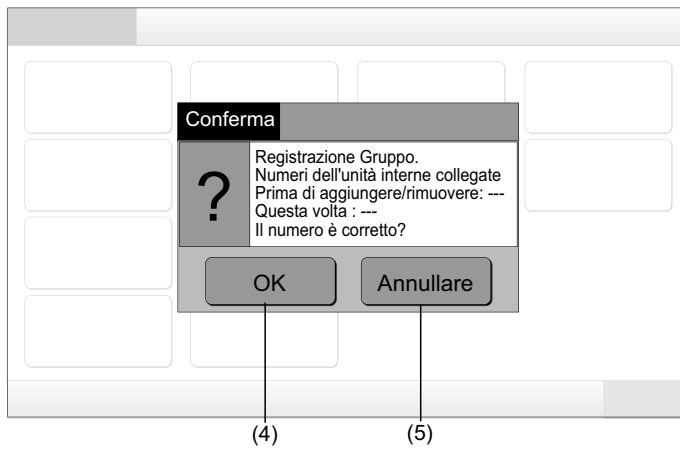 Conferma
?
Registrazione Gruppo.
Numeri dell'unità interne collegate
Prima di aggiungere/rimuovere: ---
Questa volta : ---
Il numero è corretto?
OK
Annullare
(4)
(5)